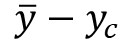 ȳ − y_c